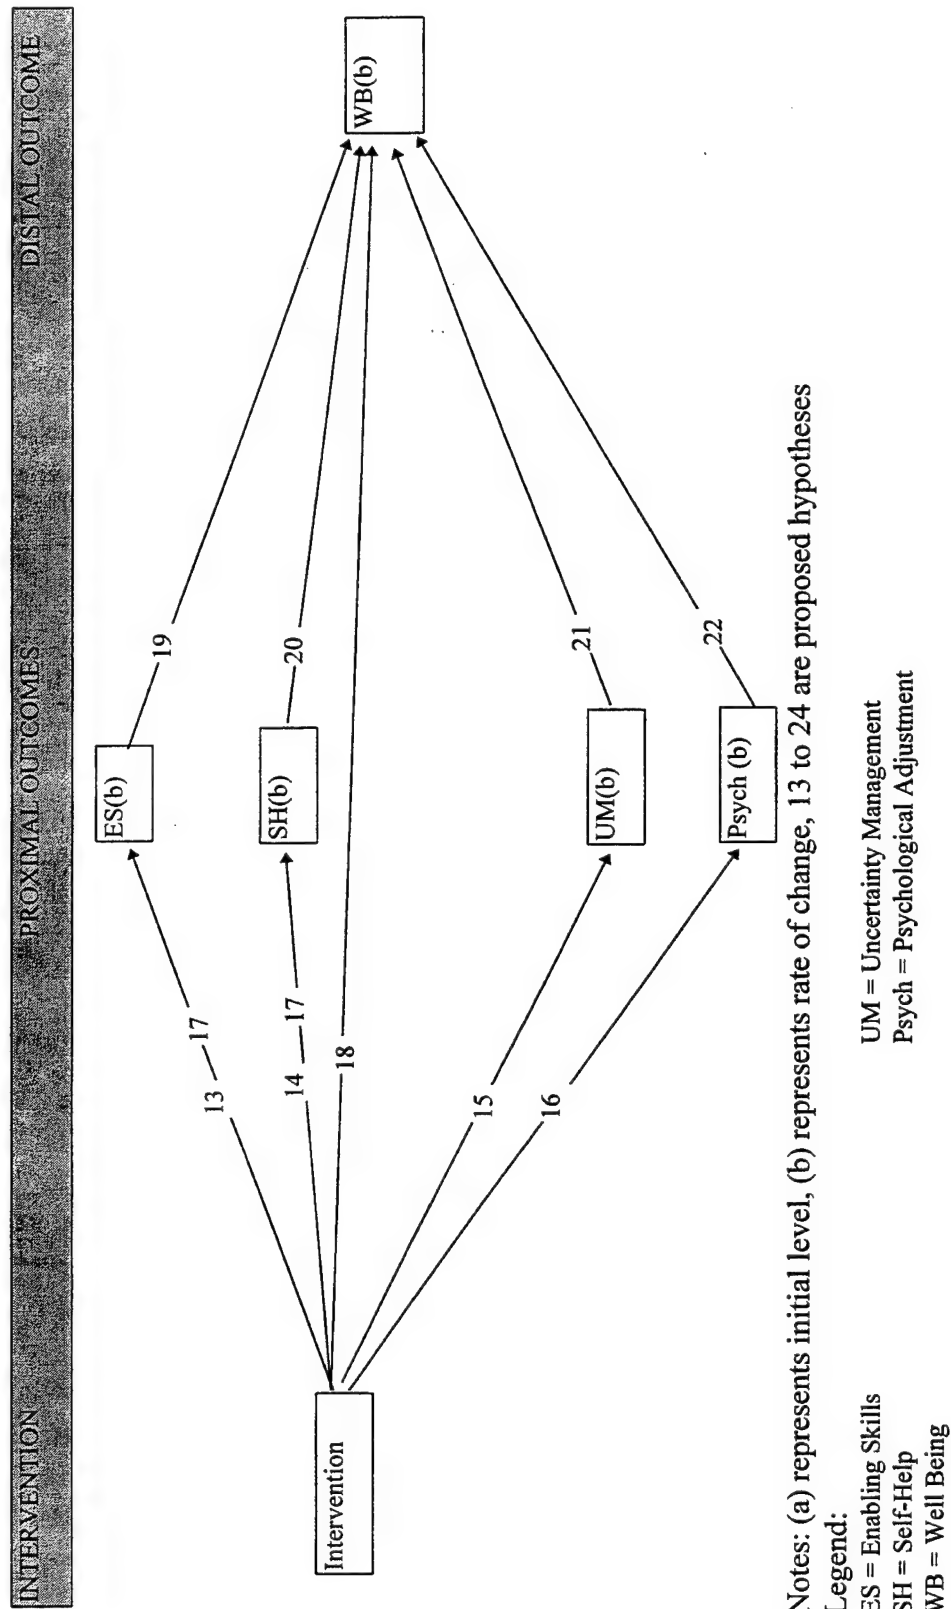 INTERVENTION PROXIMAL OUTCOMES DISTAL OUTCOME
ES(b)
13 17 19
SH(b)
14 17 20
WB(b)
18
Intervention
15 UM(b) 21
16 Psych (b) 22
Notes: (a) represents initial level, (b) represents rate of change, 13 to 24 are proposed hypotheses
Legend:
ES = Enabling Skills UM = Uncertainty Management
SH = Self-Help Psych = Psychological Adjustment
WB = Well Being